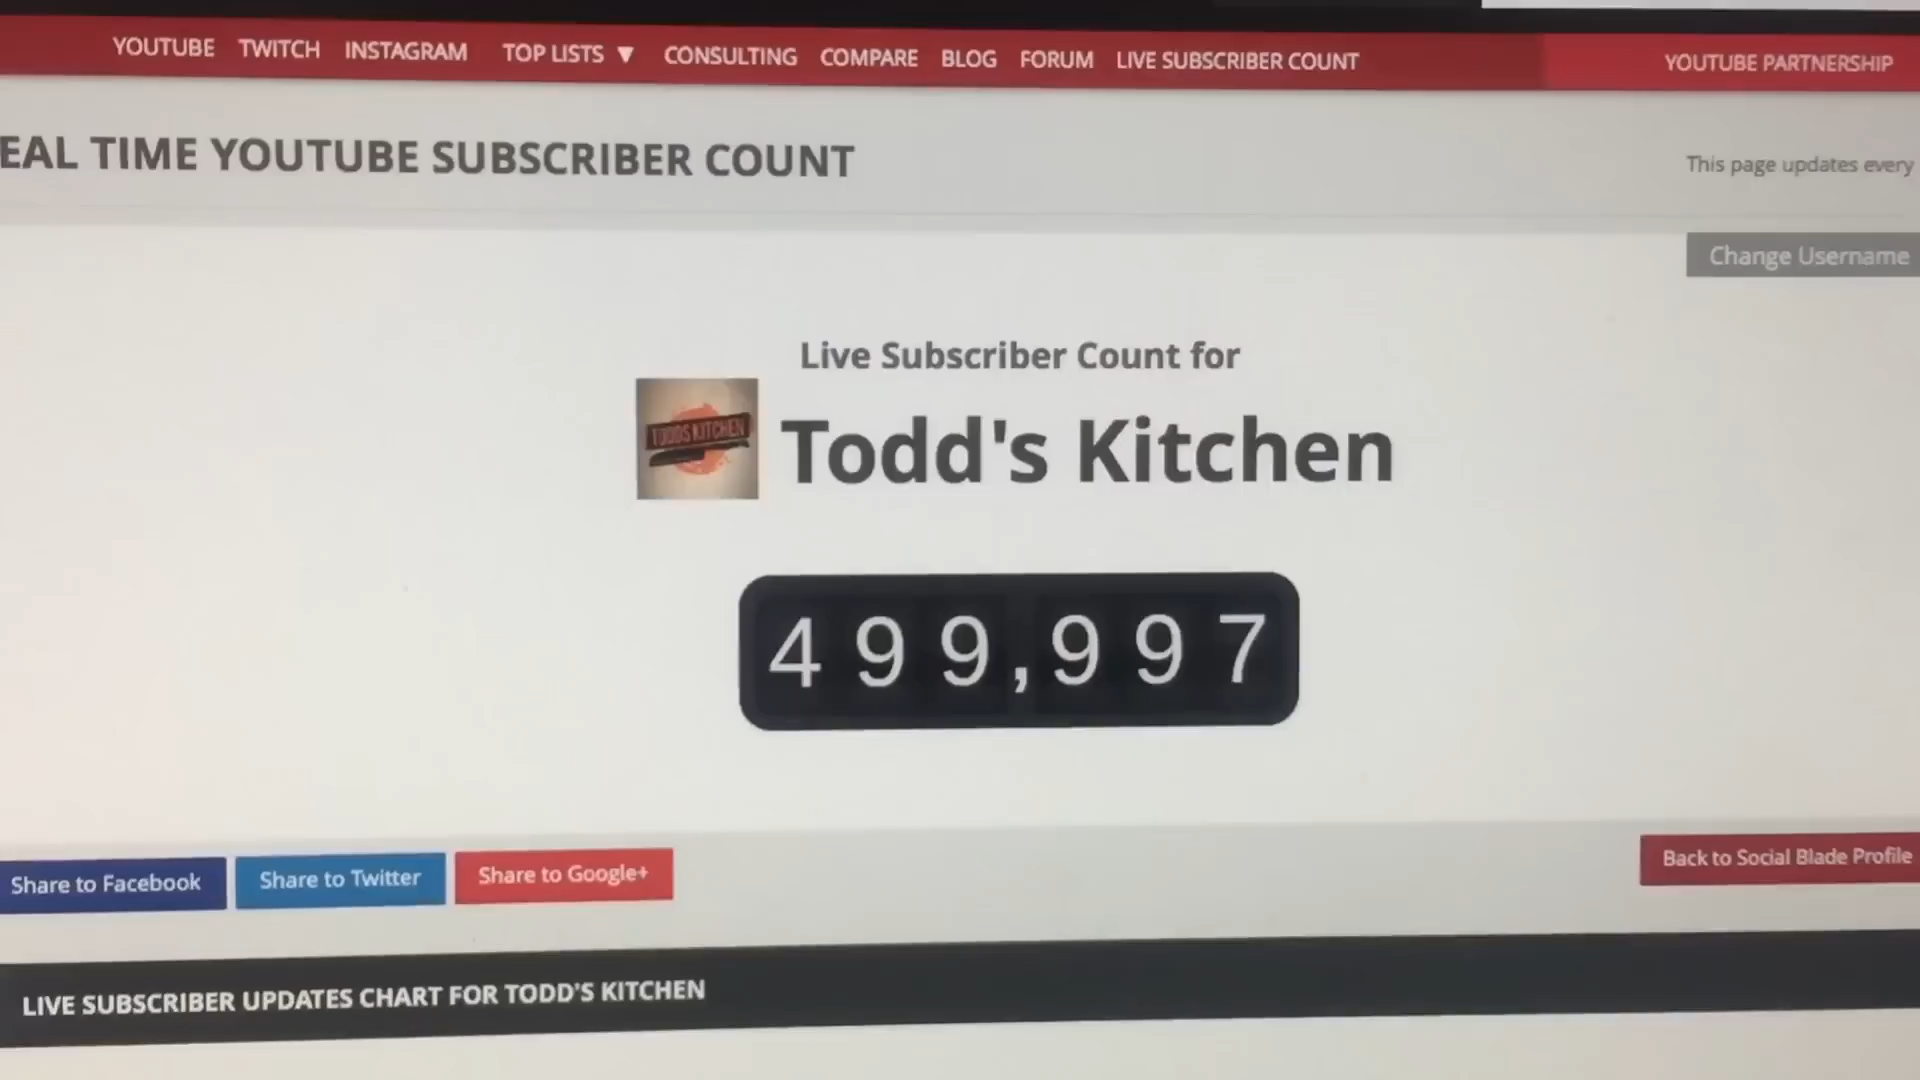 YOUTUBE TWITCH INSTAGRAM TOP LISTS ▼ CONSULTING COMPARE BLOG FORUM LIVE SUBSCRIBER COUNT YOUTUBE PARTNERSHIP
EAL TIME YOUTUBE SUBSCRIBER COUNT
This page updates every
Change Username
Live Subscriber Count for
TODDS KITCHEN
Todd's Kitchen
499,997
Share to Facebook Share to Twitter Share to Google+
Back to Social Blade Profile
LIVE SUBSCRIBER UPDATES CHART FOR TODD'S KITCHEN